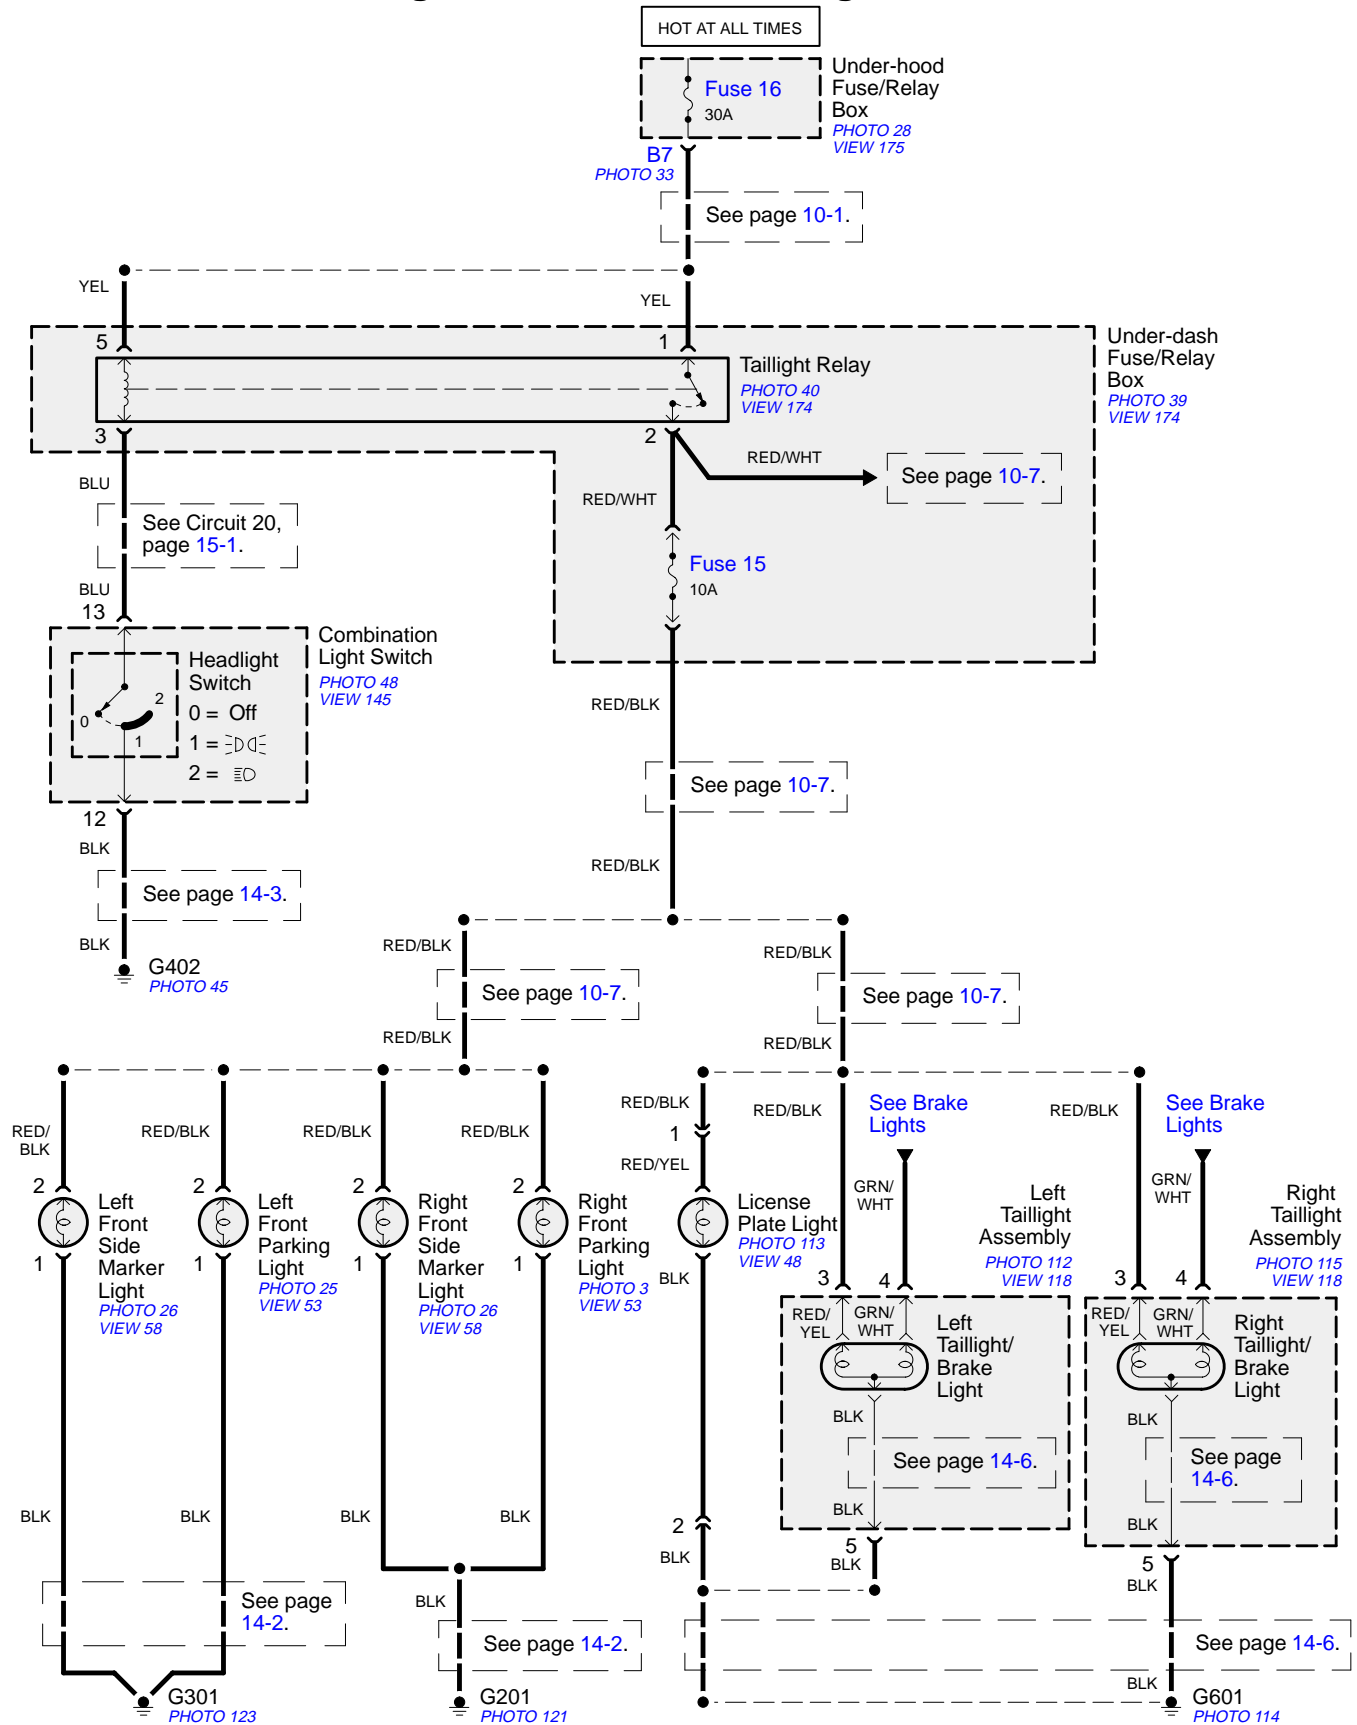 HOT AT ALL TIMES
Under-hood
Fuse/Relay
Box
PHOTO 28
VIEW 175
Fuse 16
30A
B7
PHOTO 33
See page 10-1.
YEL
YEL
5
1
Under-dash
Fuse/Relay
Box
PHOTO 39
VIEW 174
Taillight Relay
PHOTO 40
VIEW 174
3
2
RED/WHT
See page 10-7.
BLU
RED/WHT
See Circuit 20,
page 15-1.
Fuse 15
10A
BLU
13
Combination
Light Switch
PHOTO 48
VIEW 145
Headlight
Switch
0 = Off
1 =
2 =
0
2
1
RED/BLK
See page 10-7.
12
BLK
RED/BLK
See page 14-3.
BLK
G402
PHOTO 45
RED/BLK
RED/BLK
See page 10-7.
See page 10-7.
RED/BLK
RED/BLK
RED/
BLK
RED/BLK
RED/BLK
RED/BLK
RED/BLK
1
RED/YEL
RED/BLK
See Brake
Lights
RED/BLK
See Brake
Lights
GRN/
WHT
GRN/
WHT
2
1
Left
Front
Side
Marker
Light
PHOTO 26
VIEW 58
2
1
Left
Front
Parking
Light
PHOTO 25
VIEW 53
2
1
Right
Front
Side
Marker
Light
PHOTO 26
VIEW 58
2
1
Right
Front
Parking
Light
PHOTO 3
VIEW 53
License
Plate Light
PHOTO 113
VIEW 48
BLK
Left
Taillight
Assembly
PHOTO 112
VIEW 118
Right
Taillight
Assembly
PHOTO 115
VIEW 118
3
4
3
4
RED/
YEL
GRN/
WHT
Left
Taillight/
Brake
Light
RED/
YEL
GRN/
WHT
Right
Taillight/
Brake
Light
BLK
BLK
See page 14-6.
See page
14-6.
BLK
BLK
BLK
BLK
BLK
BLK
2
BLK
5
BLK
5
BLK
See page
14-2.
BLK
See page 14-2.
See page 14-6.
BLK
G301
PHOTO 123
G201
PHOTO 121
G601
PHOTO 114